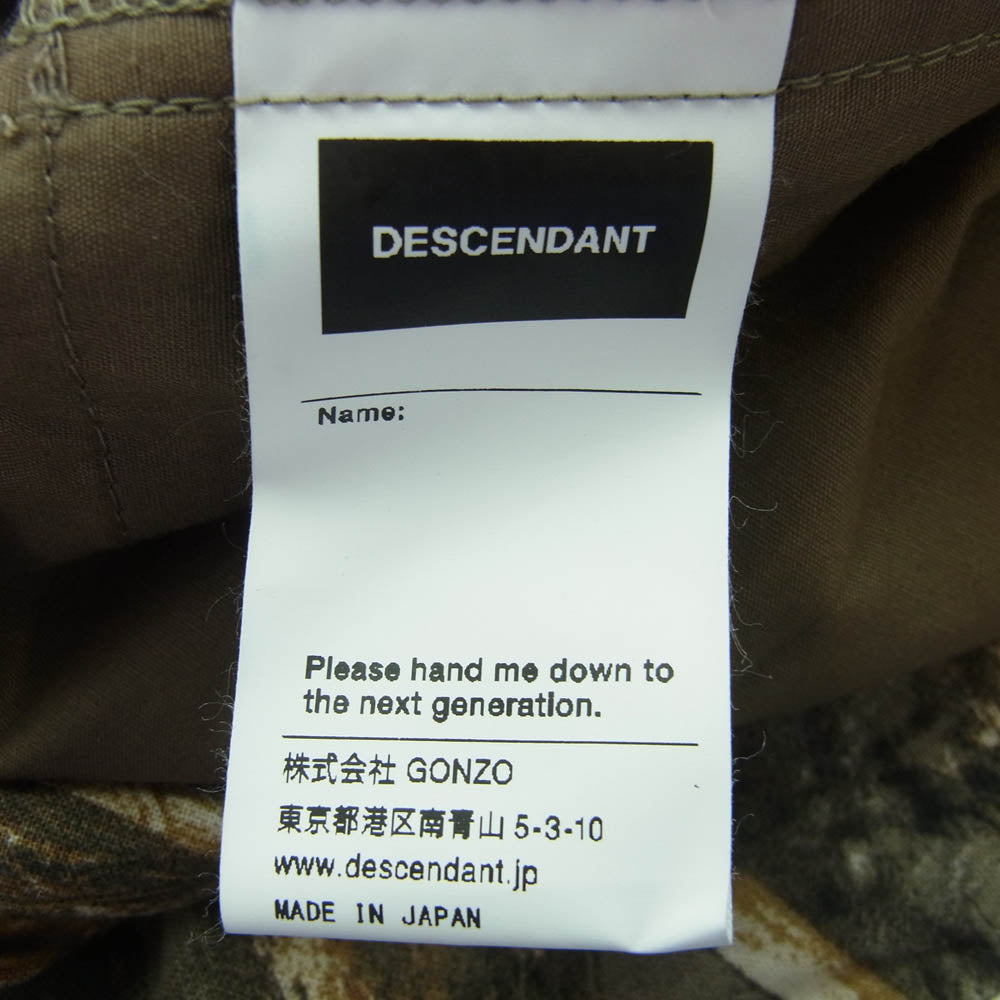 DESCENDANT
Name:
Please hand me down to
the next generation.
株式会社 GONZO
東京都港区南青山 5-3-10
www.descendant.jp
MADE IN JAPAN